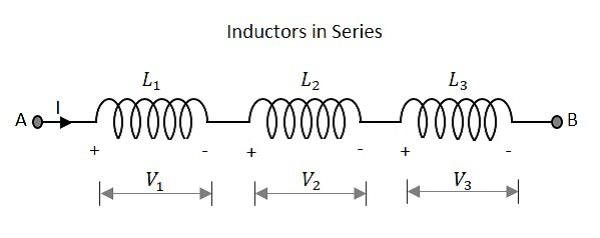 Inductors in Series
L₁ L₂ L₃
A I B
+ - + - + -
V₁ V₂ V₃